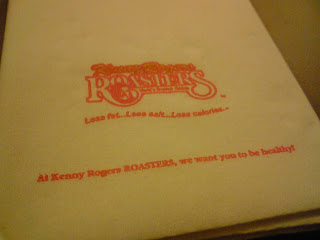 Kenny Rogers
ROASTERS
Less fat...Less salt...Less calories...
At Kenny Rogers ROASTERS, we want you to be healthy!